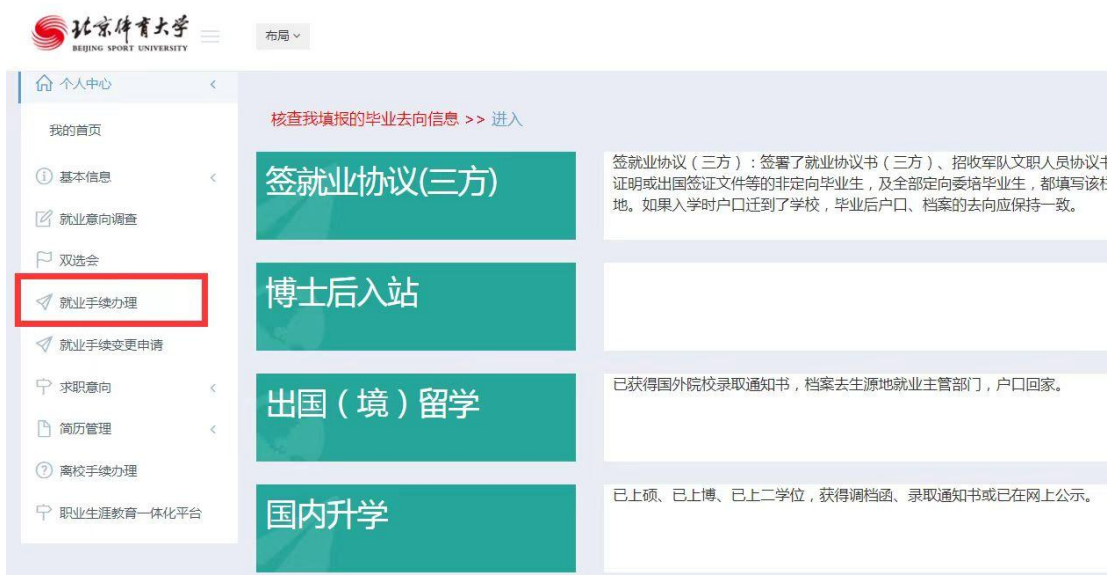 北京体育大学
BEIJING SPORT UNIVERSITY
布局
个人中心
我的首页
基本信息
就业意向调查
双选会
就业手续办理
就业手续变更申请
求职意向
简历管理
离校手续办理
职业生涯教育一体化平台
核查我填报的毕业去向信息 >> 进入
签就业协议(三方)
签就业协议(三方):签署了就业协议书(三方)、招收军队文职人员协议书
证明或出国签证文件等的非定向毕业生,及全部定向委培毕业生,都填写该栏
地。如果入学时户口迁到了学校,毕业后户口、档案的去向应保持一致。
博士后入站
出国(境)留学
已获得国外院校录取通知书,档案去生源地就业主管部门,户口回家。
国内升学
已上硕、已上博、已上二学位,获得调档函、录取通知书或已在网上公示。